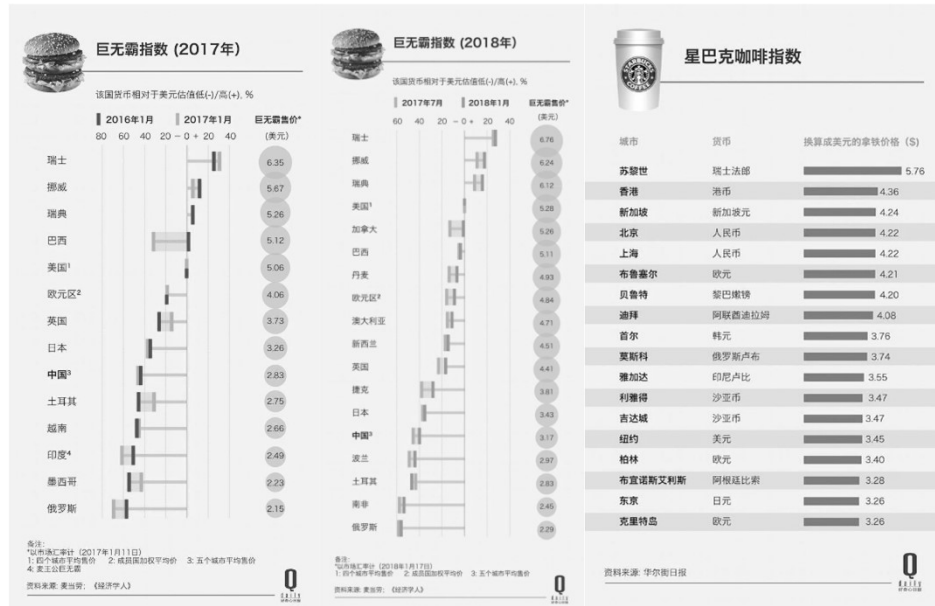 巨无霸指数 (2017年)
该国货币相对于美元估值低(-)/高(+), %
2016年1月 2017年1月 巨无霸售价*
80 60 40 20 − 0 + 20 40 (美元)
瑞士 6.35
挪威 5.67
瑞典 5.26
巴西 5.12
美国¹ 5.06
欧元区² 4.06
英国 3.73
日本 3.26
中国³ 2.83
土耳其 2.75
越南 2.66
印度⁴ 2.49
墨西哥 2.23
俄罗斯 2.15
备注:
*以市场汇率计 (2017年1月11日)
1: 四个城市平均售价 2: 成员国加权平均价 3: 五个城市平均售价
4: 麦王公巨无霸
资料来源: 麦当劳; 《经济学人》
Q
daily
好奇心日报
巨无霸指数 (2018年)
该国货币相对于美元估值低(-)/高(+), %
2017年7月 2018年1月 巨无霸售价*
60 40 20 − 0 + 20 40 (美元)
瑞士 6.76
挪威 6.24
瑞典 6.12
美国¹ 5.28
加拿大 5.26
巴西 5.11
丹麦 4.93
欧元区² 4.84
澳大利亚 4.71
新西兰 4.51
英国 4.41
捷克 3.81
日本 3.43
中国³ 3.17
波兰 2.97
土耳其 2.83
南非 2.45
俄罗斯 2.29
备注:
*以市场汇率计 (2018年1月17日)
1: 四个城市平均售价 2: 成员国加权平均价 3: 五个城市平均售价
资料来源: 麦当劳; 《经济学人》
Q
daily
好奇心日报
STARBUCKS
COFFEE
星巴克咖啡指数
城市 货币 换算成美元的拿铁价格 ($)
苏黎世 瑞士法郎 5.76
香港 港币 4.36
新加坡 新加坡元 4.24
北京 人民币 4.22
上海 人民币 4.22
布鲁塞尔 欧元 4.21
贝鲁特 黎巴嫩镑 4.20
迪拜 阿联酋迪拉姆 4.08
首尔 韩元 3.76
莫斯科 俄罗斯卢布 3.74
雅加达 印尼卢比 3.55
利雅得 沙亚币 3.47
吉达城 沙亚币 3.47
纽约 美元 3.45
柏林 欧元 3.40
布宜诺斯艾利斯 阿根廷比索 3.28
东京 日元 3.26
克里特岛 欧元 3.26
资料来源: 华尔街日报
Q
daily
好奇心日报